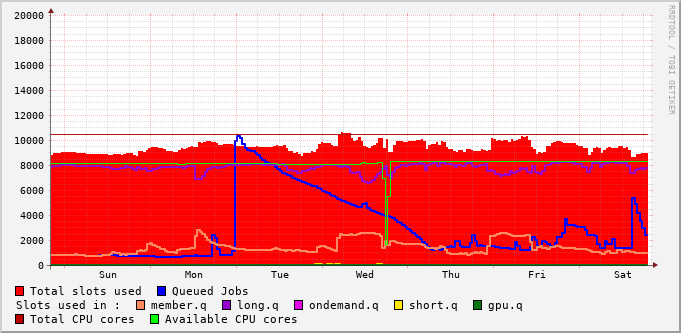 20000
18000
16000
14000
12000
10000
8000
6000
4000
2000
0
Sun Mon Tue Wed Thu Fri Sat
Total slots used Queued Jobs
Slots used in : member.q long.q ondemand.q short.q gpu.q
Total CPU cores Available CPU cores
RRDTOOL / TOBI OETIKER